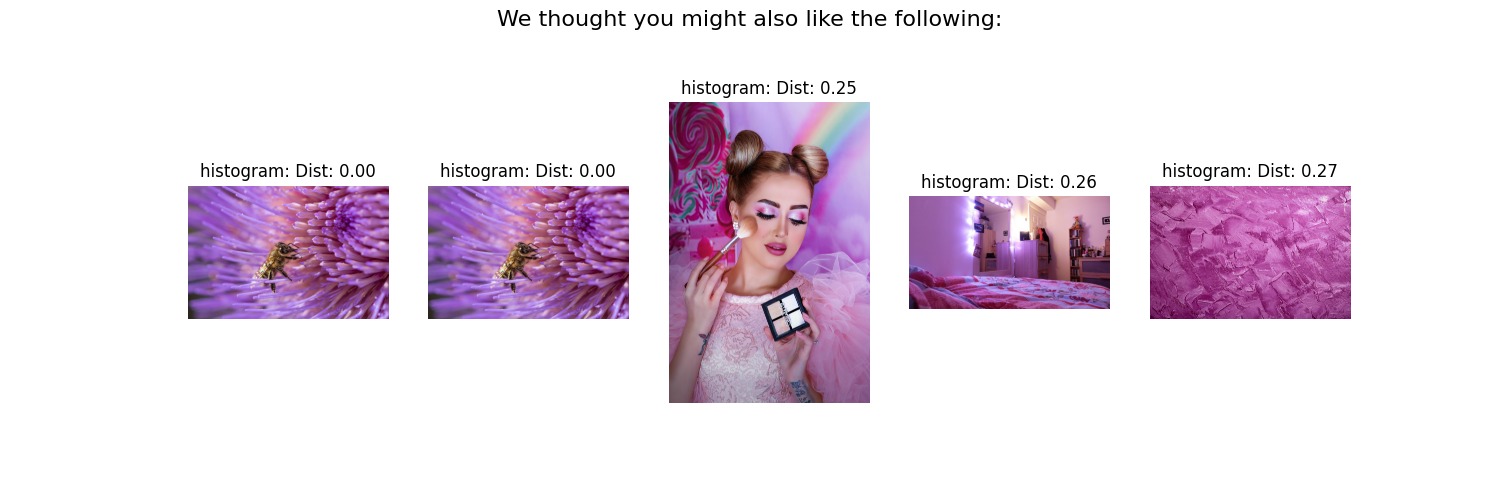 We thought you might also like the following:
histogram: Dist: 0.00
histogram: Dist: 0.00
histogram: Dist: 0.25
histogram: Dist: 0.26
histogram: Dist: 0.27